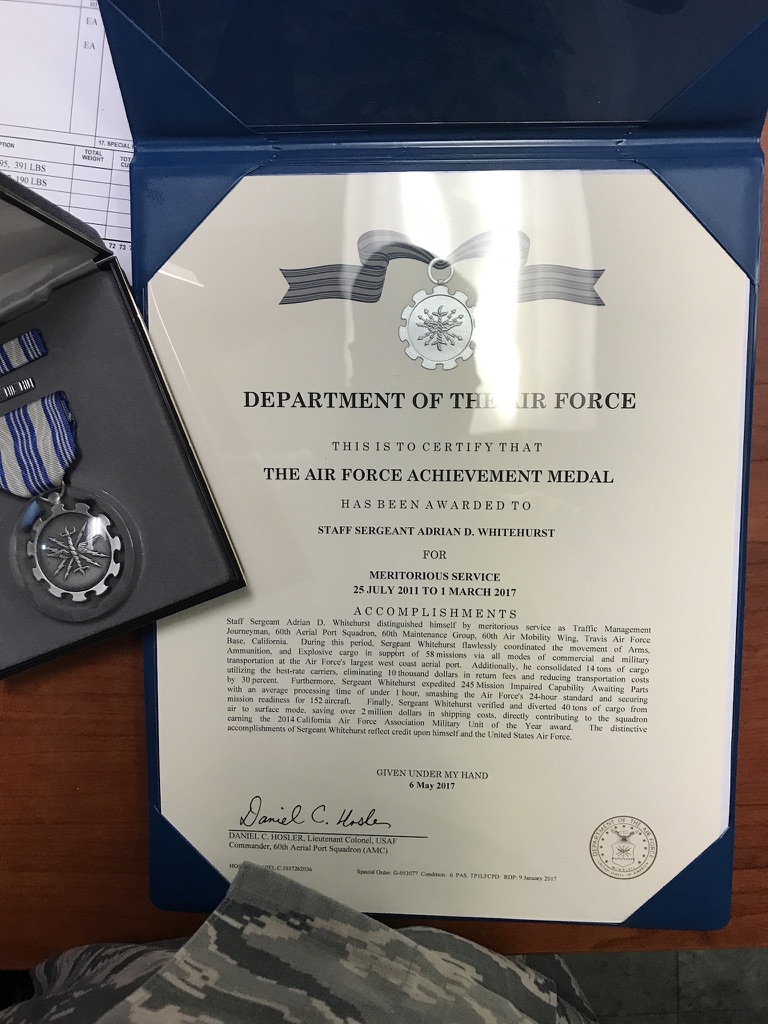 EA
EA
17. SPECIAL
TOTAL
WEIGHT
95, 391 LBS
190 LBS
72 73
DEPARTMENT OF THE AIR FORCE
THIS IS TO CERTIFY THAT
THE AIR FORCE ACHIEVEMENT MEDAL
HAS BEEN AWARDED TO
STAFF SERGEANT ADRIAN D. WHITEHURST
FOR
MERITORIOUS SERVICE
25 JULY 2011 TO 1 MARCH 2017
ACCOMPLISHMENTS
Staff Sergeant Adrian D. Whitehurst distinguished himself by meritorious service as Traffic Management
Journeyman, 60th Aerial Port Squadron, 60th Maintenance Group, 60th Air Mobility Wing, Travis Air Force
Base, California. During this period, Sergeant Whitehurst flawlessly coordinated the movement of Arms,
Ammunition, and Explosive cargo in support of 58 missions via all modes of commercial and military
transportation at the Air Force's largest west coast aerial port. Additionally, he consolidated 14 tons of cargo
utilizing the best-rate carriers, eliminating 10 thousand dollars in return fees and reducing transportation costs
by 30 percent. Furthermore, Sergeant Whitehurst expedited 245 Mission Impaired Capability Awaiting Parts
with an average processing time of under 1 hour, smashing the Air Force's 24-hour standard and securing
mission readiness for 152 aircraft. Finally, Sergeant Whitehurst verified and diverted 40 tons of cargo from
air to surface mode, saving over 2 million dollars in shipping costs, directly contributing to the squadron
earning the 2014 California Air Force Association Military Unit of the Year award. The distinctive
accomplishments of Sergeant Whitehurst reflect credit upon himself and the United States Air Force.
GIVEN UNDER MY HAND
6 May 2017
Daniel C. Hosler
DANIEL C. HOSLER, Lieutenant Colonel, USAF
Commander, 60th Aerial Port Squadron (AMC)
Special Order: G-052077 Condition: 6 PAS: TP1LFCPD RDP: 9 January 2017
DEPARTMENT OF THE AIR FORCE
UNITED STATES OF AMERICA